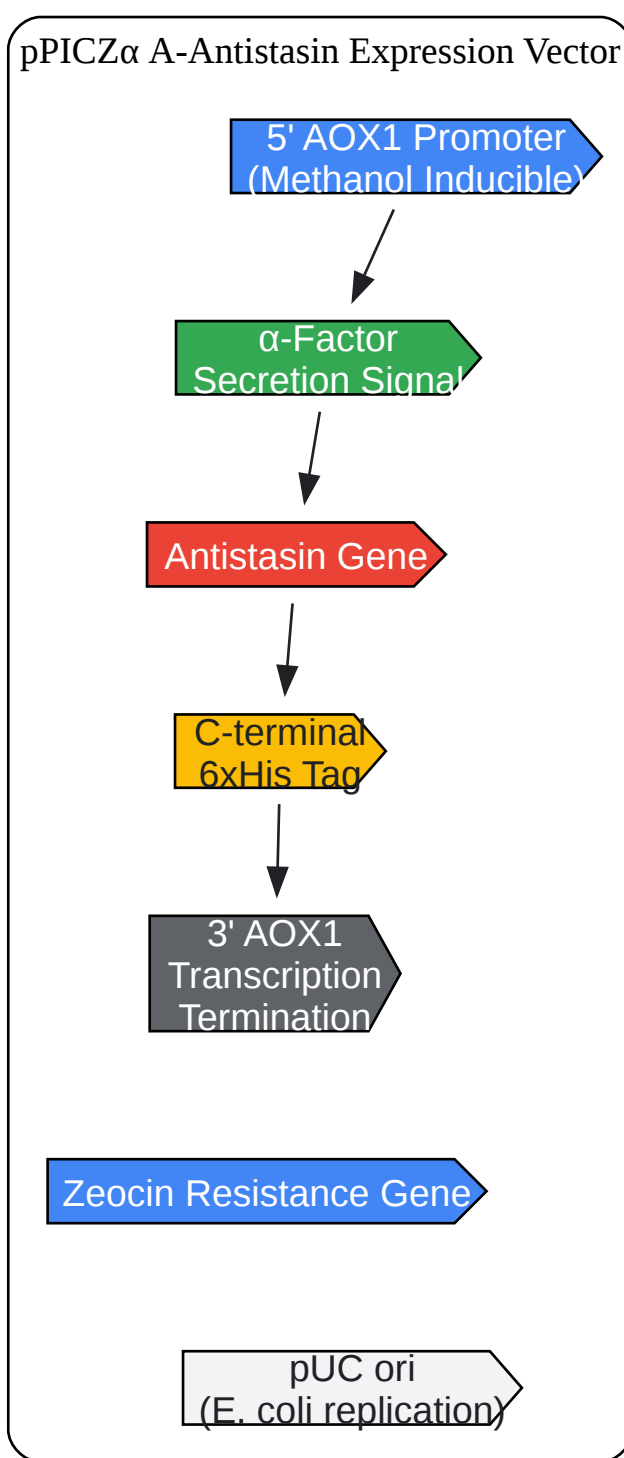 pPICZα A-Antistasin Expression Vector
5' AOX1 Promoter
(Methanol Inducible)
α-Factor
Secretion Signal
Antistasin Gene
C-terminal
6xHis Tag
3' AOX1
Transcription
Termination
Zeocin Resistance Gene
pUC ori
(E. coli replication)